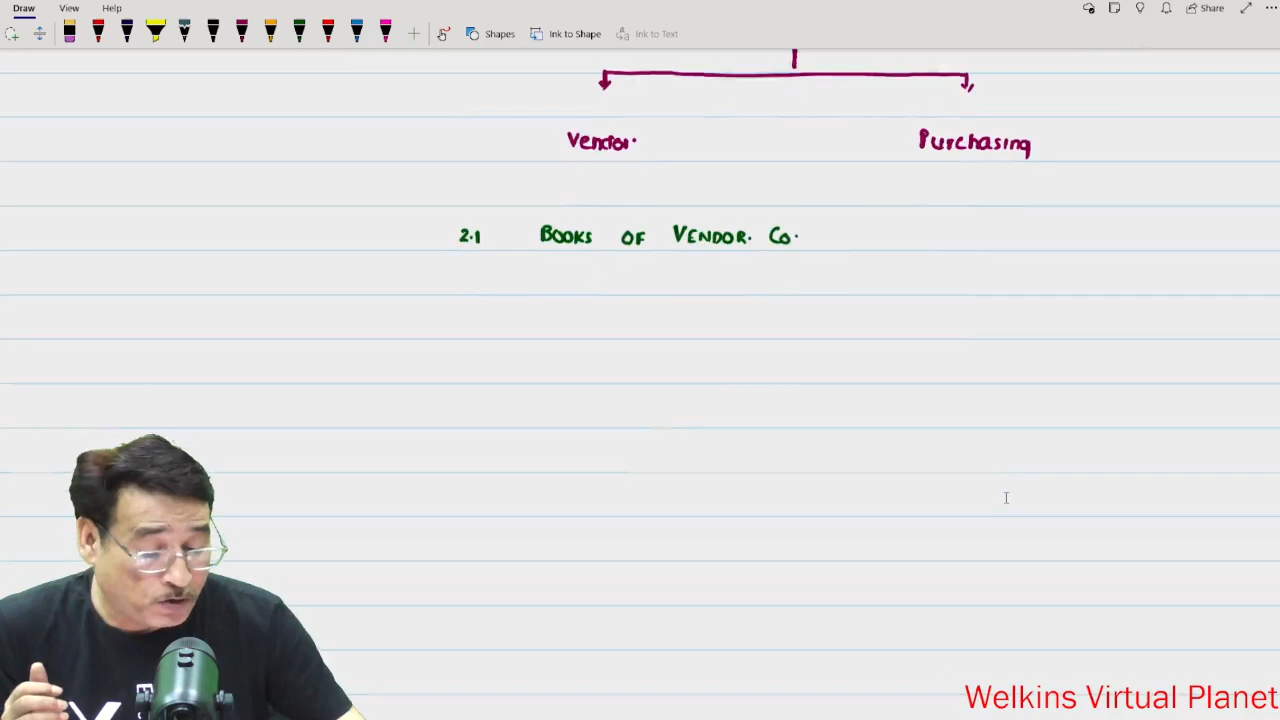 Draw View Help Share
Shapes Ink to Shape Ink to Text
Vendor. Purchasing
2.1 BOOKS OF VENDOR. Co.
Welkins Virtual Planet